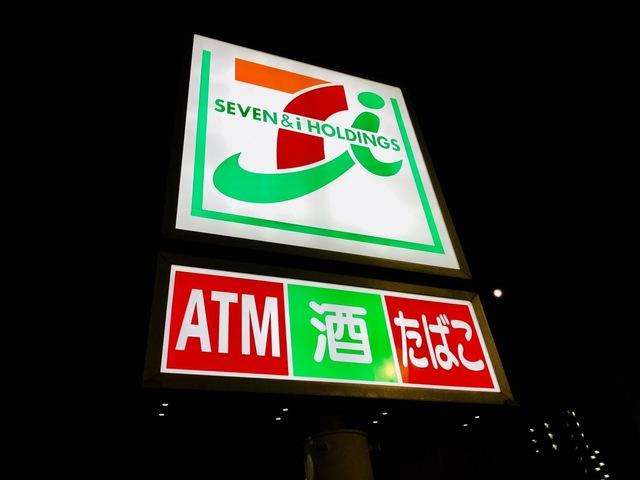 SEVEN & i HOLDINGS
ATM 酒 たばこ